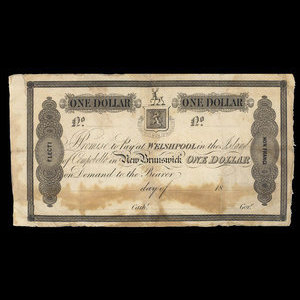 ONE DOLLAR ONE DOLLAR
No. No.
I Promise to Pay at WELSHPOOL in the Island
of Campobello in New Brunswick ONE DOLLAR
on Demand to the Bearer
day of 18
Cash. Gov.